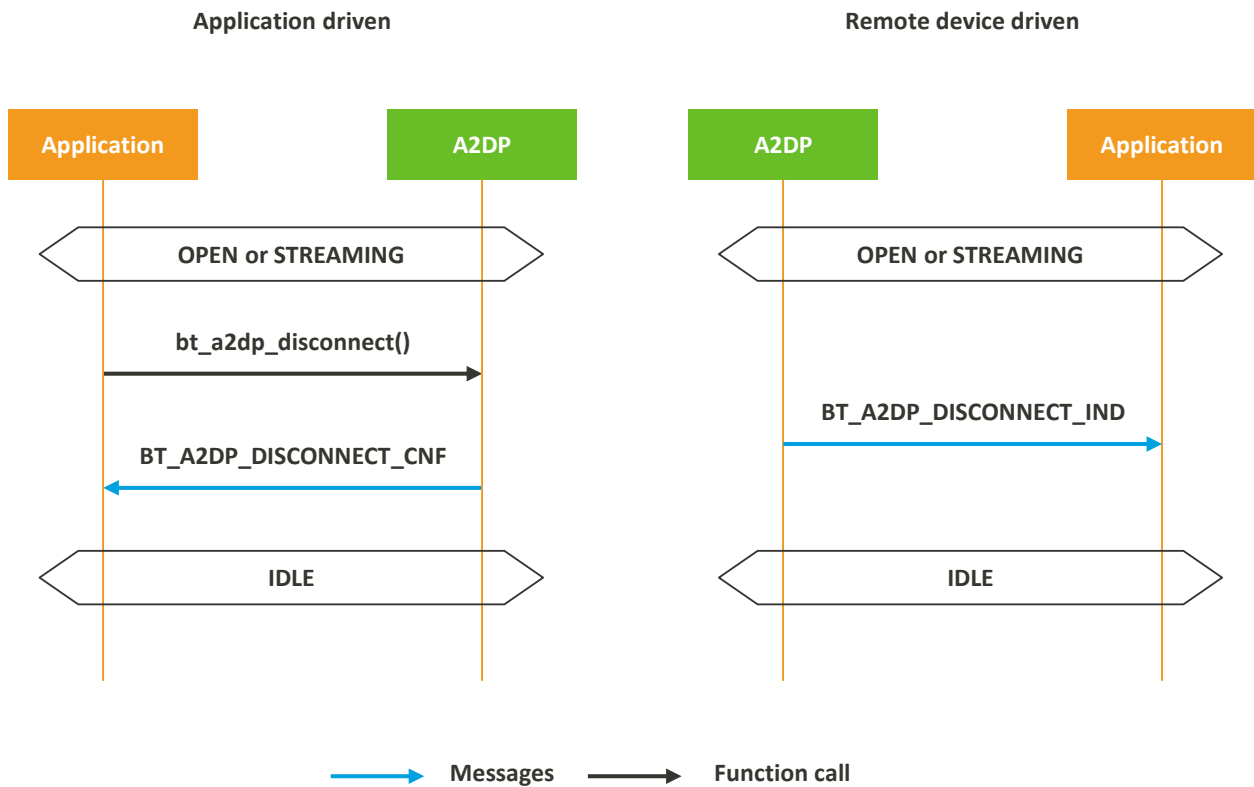 Application driven
Remote device driven
Application
A2DP
A2DP
Application
OPEN or STREAMING
OPEN or STREAMING
bt_a2dp_disconnect()
BT_A2DP_DISCONNECT_IND
BT_A2DP_DISCONNECT_CNF
IDLE
IDLE
Messages
Function call